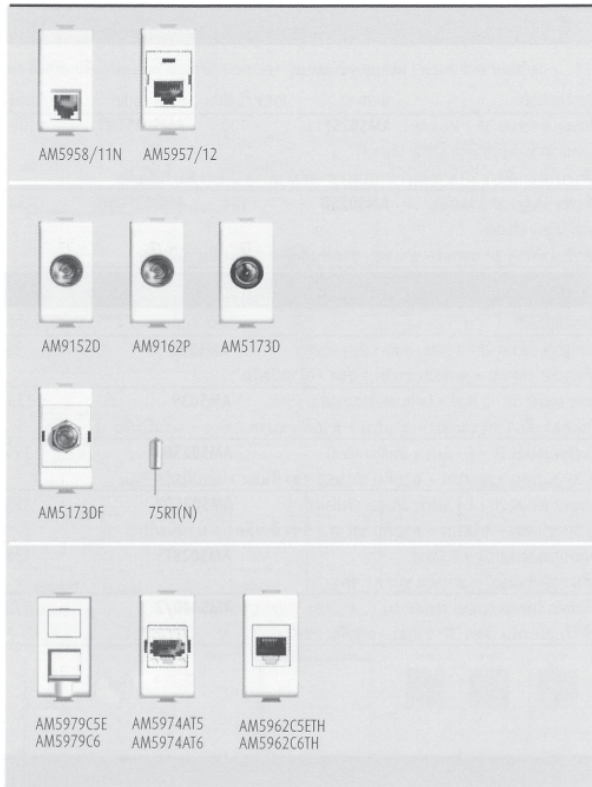 AM5958/11N AM5957/12
AM9152D AM9162P AM5173D
AM5173DF 75RT(N)
AM5979C5E AM5974AT5 AM5962C5ETH
AM5979C6 AM5974AT6 AM5962C6TH